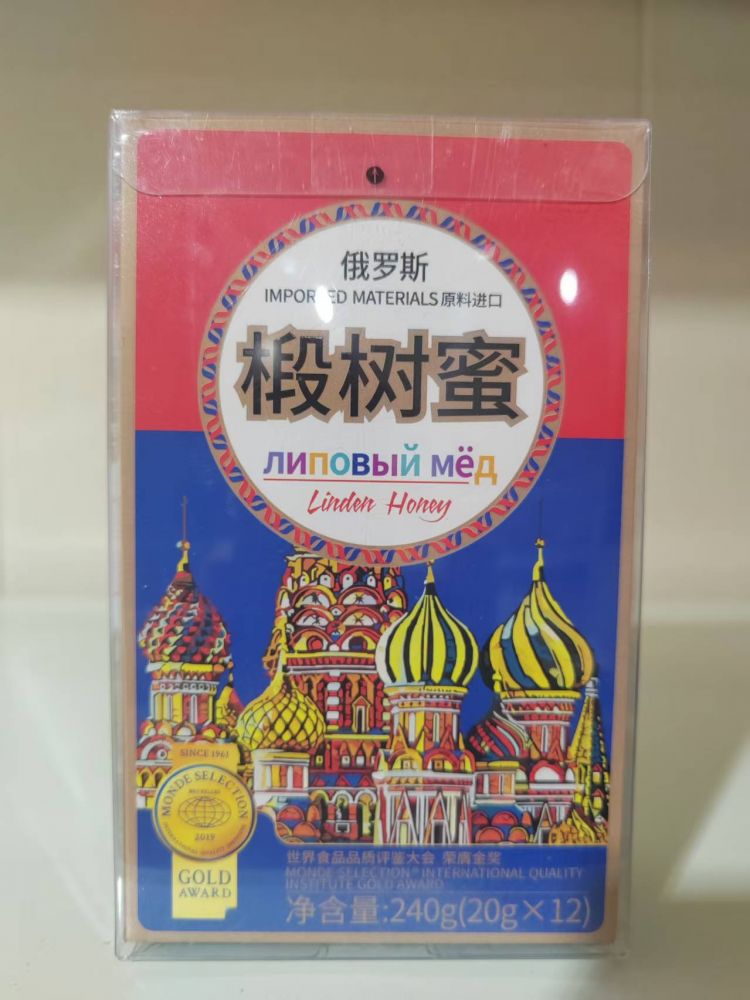 俄罗斯
IMPORTED MATERIALS原料进口
椴树蜜
липовый мёд
Linden Honey
SINCE 1961
MONDE SELECTION
BRUXELLES
2019
GOLD
AWARD
世界食品品质评鉴大会 荣膺金奖
MONDE SELECTION® INTERNATIONAL QUALITY
INSTITUTE GOLD AWARD
净含量:240g(20g×12)